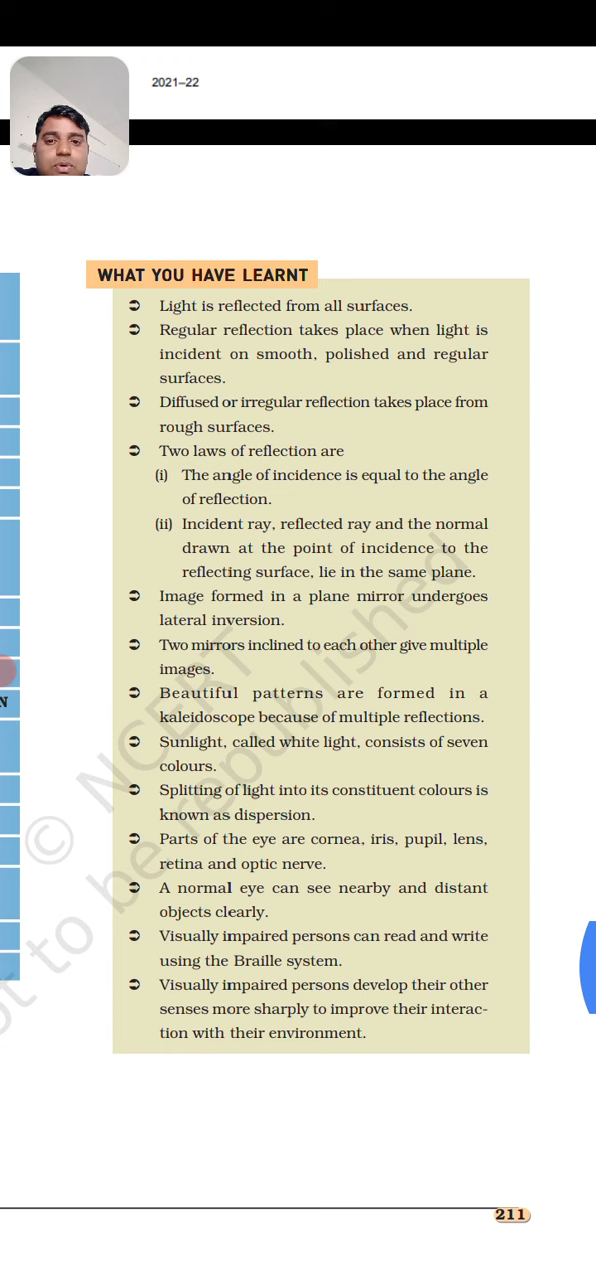 2021–22
WHAT YOU HAVE LEARNT
➲ Light is reflected from all surfaces.
➲ Regular reflection takes place when light is
incident on smooth, polished and regular
surfaces.
➲ Diffused or irregular reflection takes place from
rough surfaces.
➲ Two laws of reflection are
(i) The angle of incidence is equal to the angle
of reflection.
(ii) Incident ray, reflected ray and the normal
drawn at the point of incidence to the
reflecting surface, lie in the same plane.
➲ Image formed in a plane mirror undergoes
lateral inversion.
➲ Two mirrors inclined to each other give multiple
images.
➲ Beautiful patterns are formed in a
kaleidoscope because of multiple reflections.
➲ Sunlight, called white light, consists of seven
colours.
➲ Splitting of light into its constituent colours is
known as dispersion.
➲ Parts of the eye are cornea, iris, pupil, lens,
retina and optic nerve.
➲ A normal eye can see nearby and distant
objects clearly.
➲ Visually impaired persons can read and write
using the Braille system.
➲ Visually impaired persons develop their other
senses more sharply to improve their interac-
tion with their environment.
N
© NCERT
to be republished
211